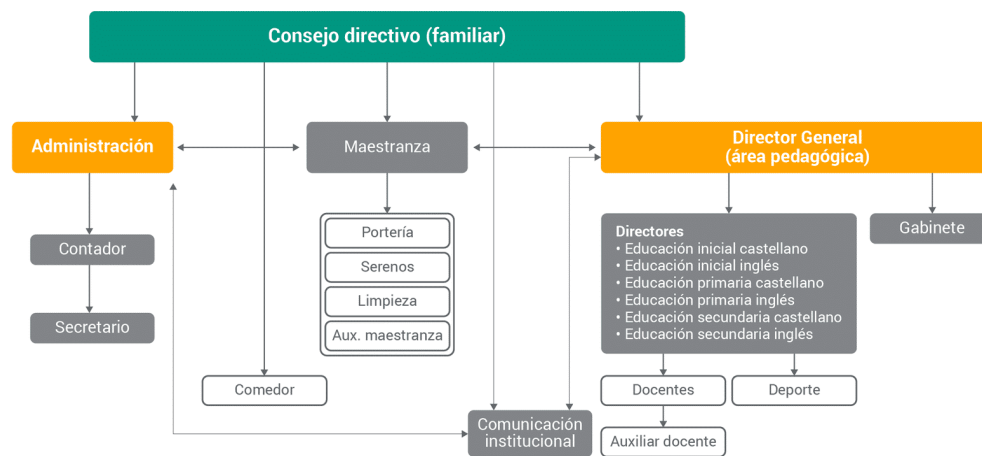 Consejo directivo (familiar)
Administración
Maestranza
Director General
(área pedagógica)
Contador
Secretario
Portería
Serenos
Limpieza
Aux. maestranza
Comedor
Comunicación
institucional
Directores
• Educación inicial castellano
• Educación inicial inglés
• Educación primaria castellano
• Educación primaria inglés
• Educación secundaria castellano
• Educación secundaria inglés
Gabinete
Docentes
Deporte
Auxiliar docente